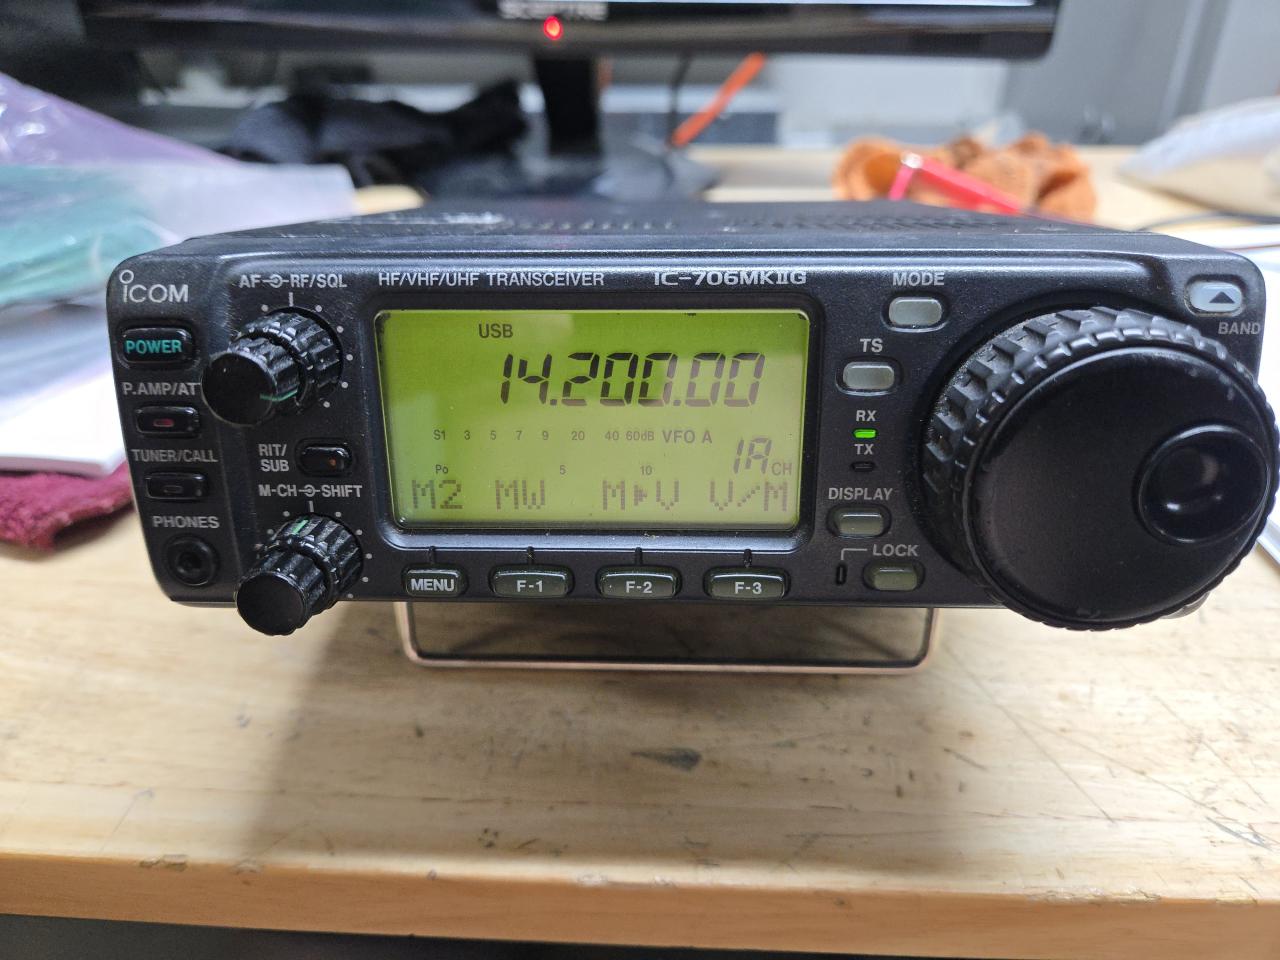 SCEPTRE
ICOM
AF RF/SQL
HF/VHF/UHF TRANSCEIVER
IC-706MKIIG
MODE
BAND
POWER
USB
14.200.00
TS
P.AMP/ATT
RX
S1 3 5 7 9 20 40 60dB VFO A
TX
RIT/
SUB
TUNER/CALL
1A CH
Po 5 10
M2 MW M▶V V/M
M-CH SHIFT
DISPLAY
PHONES
LOCK
MENU
F-1
F-2
F-3